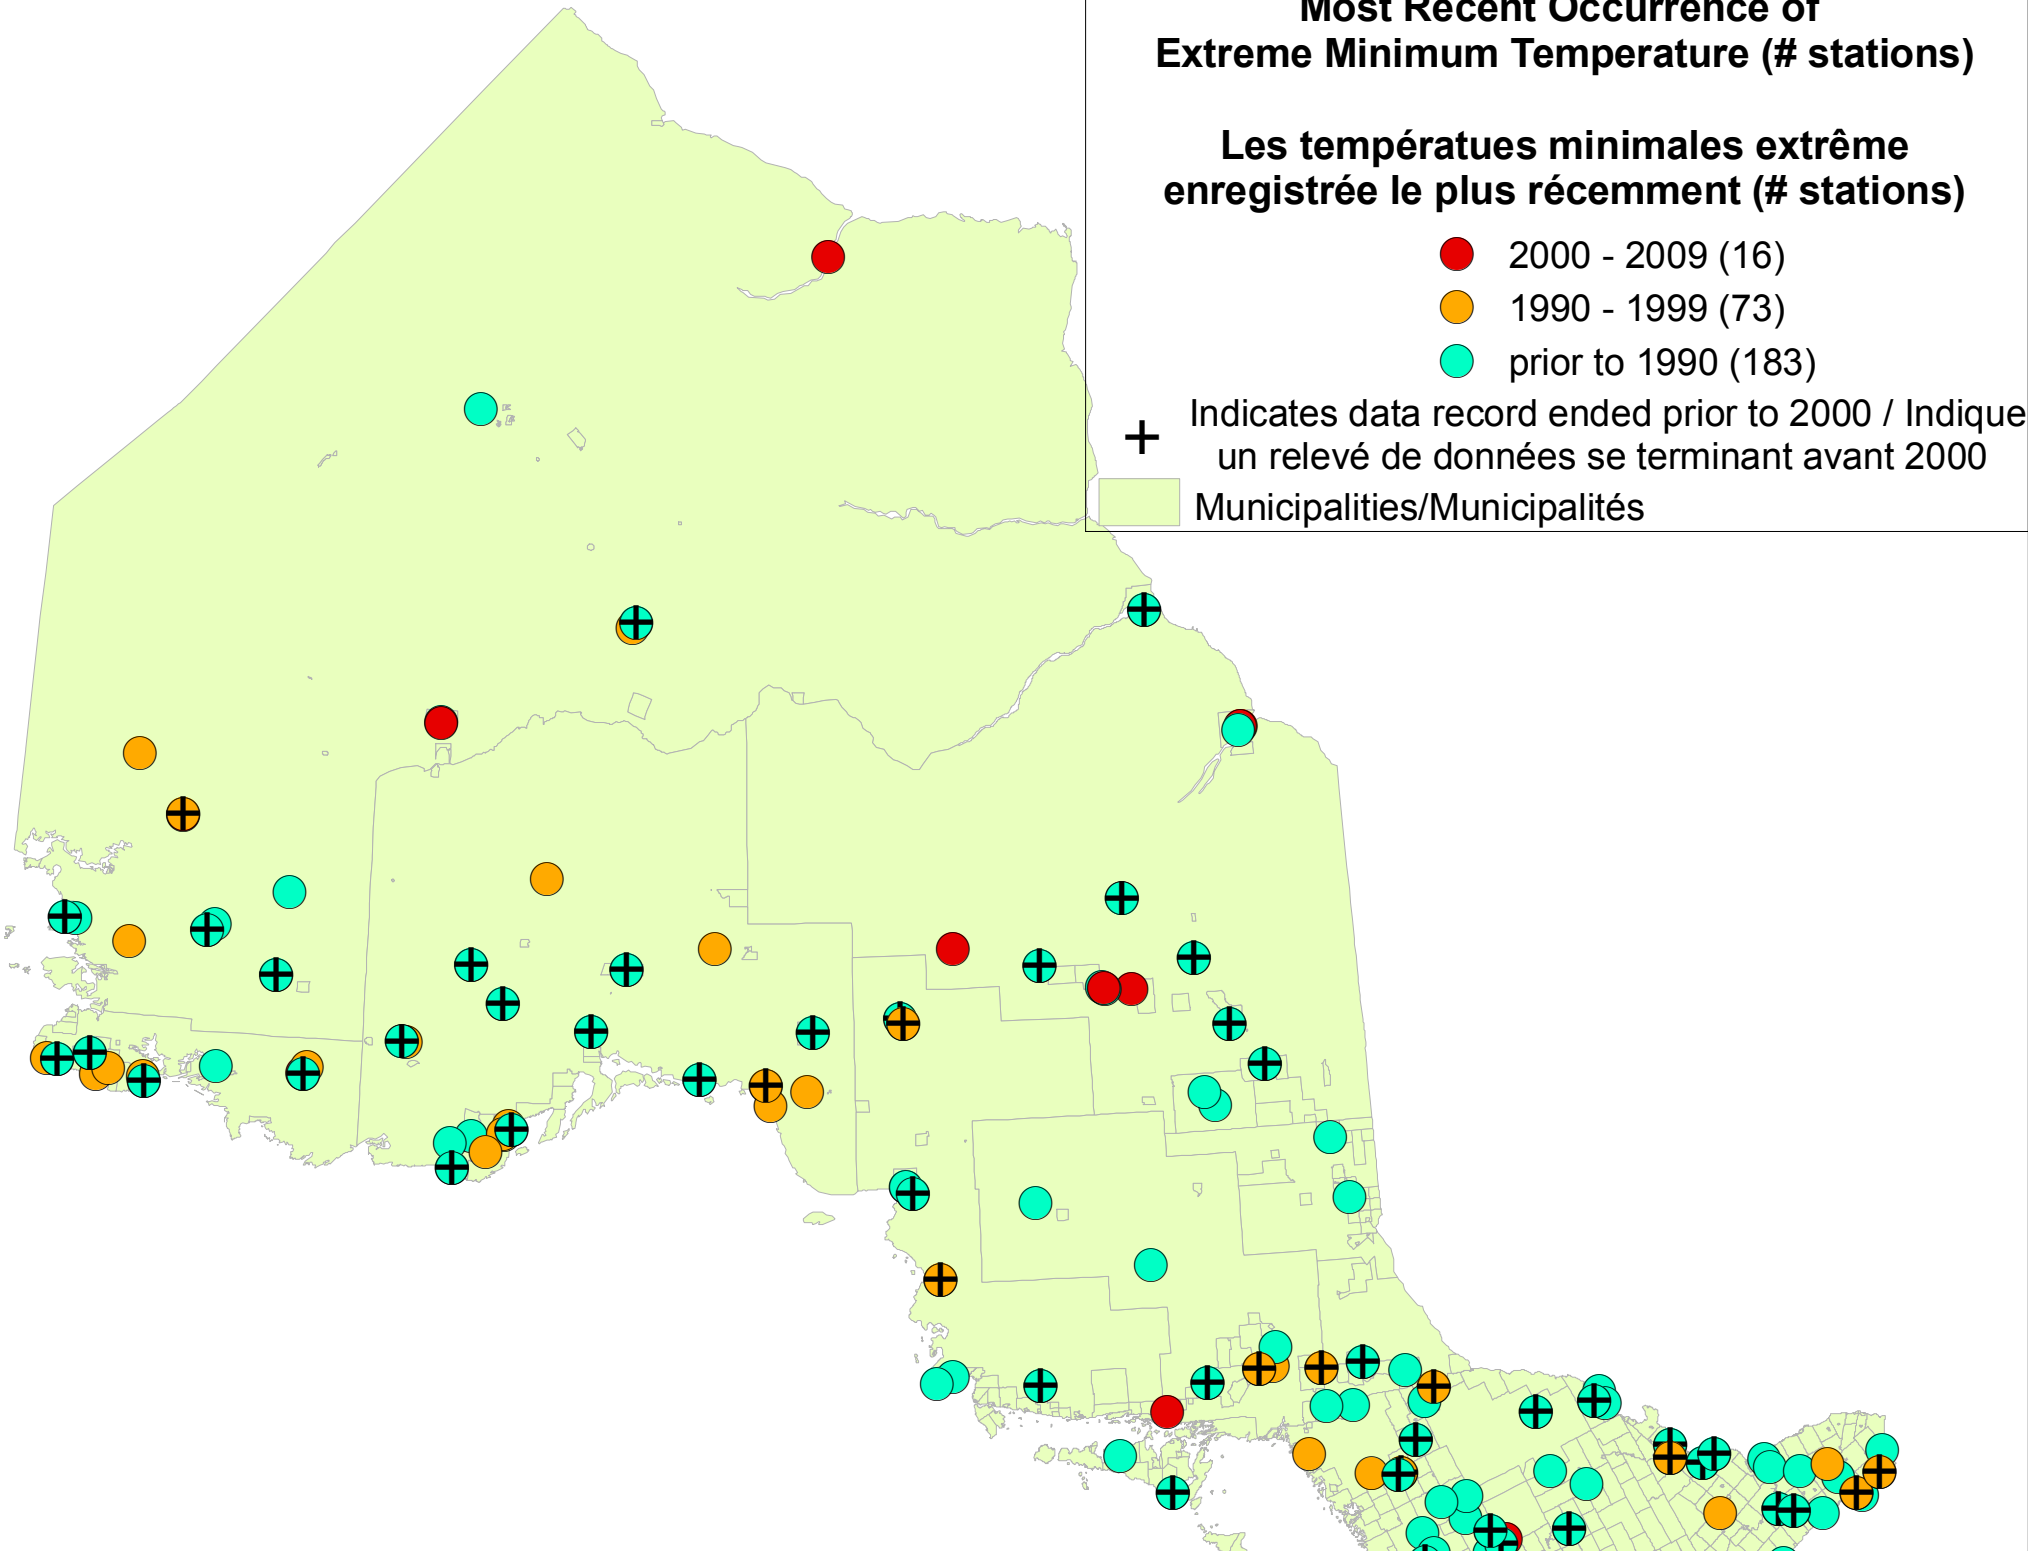 Most Recent Occurrence of
Extreme Minimum Temperature (# stations)
Les températues minimales extrême
enregistrée le plus récemment (# stations)
2000 - 2009 (16)
1990 - 1999 (73)
prior to 1990 (183)
Indicates data record ended prior to 2000 / Indique
un relevé de données se terminant avant 2000
Municipalities/Municipalités